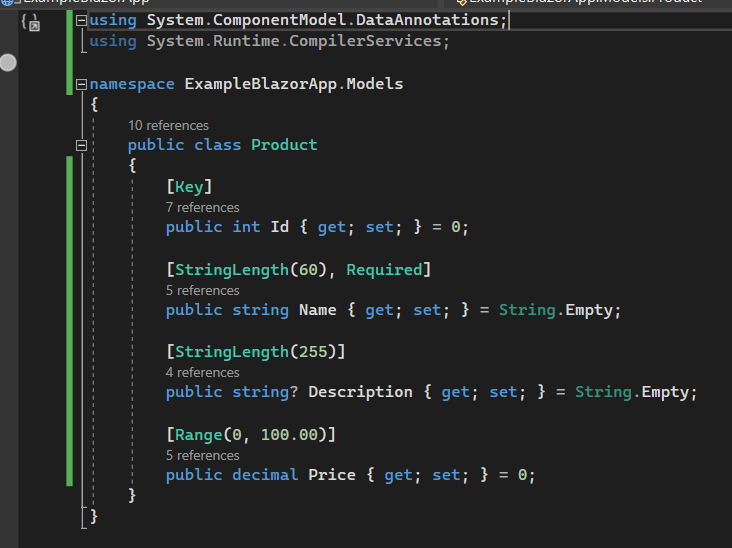 ExampleBlazorApp
ExampleBlazorApp.Models.Product
using System.ComponentModel.DataAnnotations;
using System.Runtime.CompilerServices;
namespace ExampleBlazorApp.Models
{
10 references
public class Product
{
[Key]
7 references
public int Id { get; set; } = 0;
[StringLength(60), Required]
5 references
public string Name { get; set; } = String.Empty;
[StringLength(255)]
4 references
public string? Description { get; set; } = String.Empty;
[Range(0, 100.00)]
5 references
public decimal Price { get; set; } = 0;
}
}